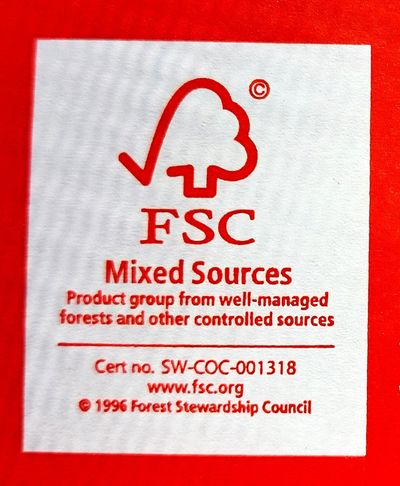 ©
FSC
Mixed Sources
Product group from well-managed
forests and other controlled sources
Cert no. SW-COC-001318
www.fsc.org
© 1996 Forest Stewardship Council